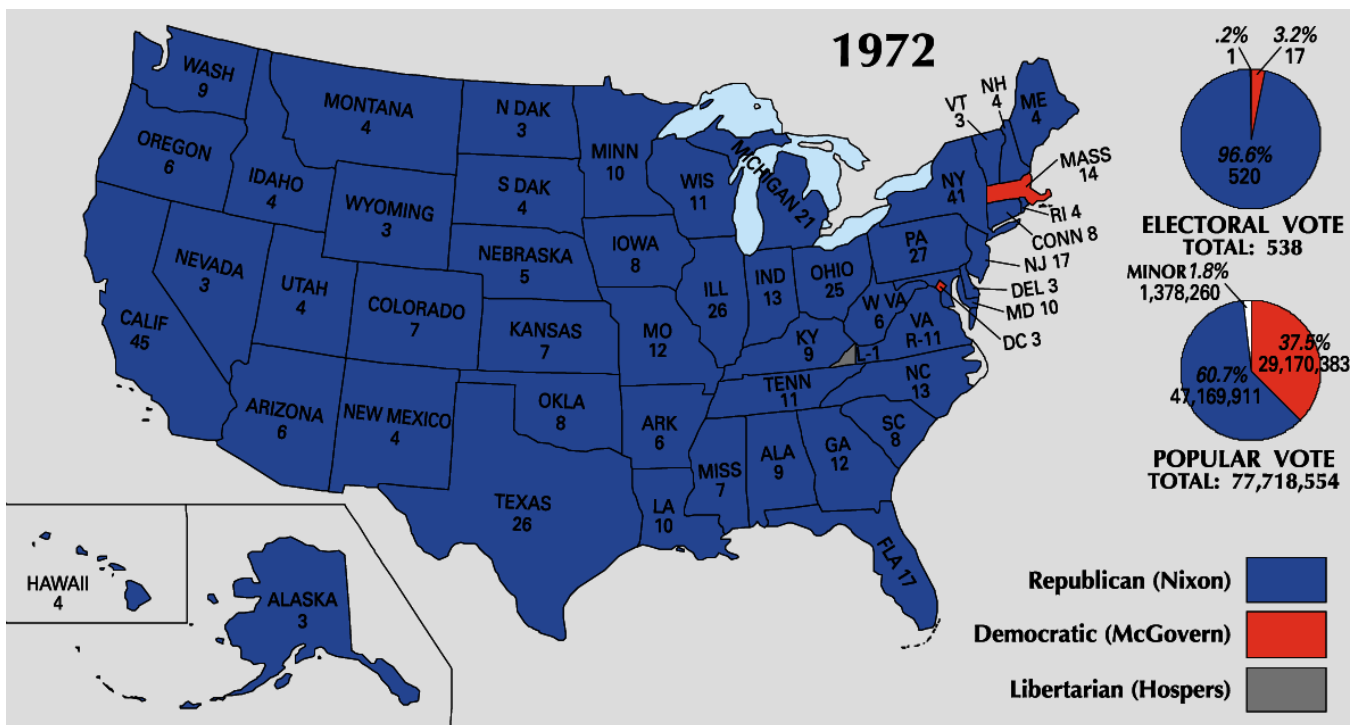 1972
WASH
9
OREGON
6
CALIF
45
NEVADA
3
IDAHO
4
MONTANA
4
WYOMING
3
UTAH
4
COLORADO
7
ARIZONA
6
NEW MEXICO
4
N DAK
3
S DAK
4
NEBRASKA
5
KANSAS
7
OKLA
8
TEXAS
26
MINN
10
IOWA
8
MO
12
ARK
6
LA
10
WIS
11
ILL
26
MICHIGAN 21
IND
13
OHIO
25
KY
9
TENN
11
MISS
7
ALA
9
GA
12
FLA 17
SC
8
NC
13
VA
R-11
L-1
W VA
6
PA
27
NY
41
VT
3
NH
4
ME
4
MASS
14
RI 4
CONN 8
NJ 17
DEL 3
MD 10
DC 3
HAWAII
4
ALASKA
3
.2%
1
3.2%
17
96.6%
520
ELECTORAL VOTE
TOTAL: 538
MINOR 1.8%
1,378,260
37.5%
29,170,383
60.7%
47,169,911
POPULAR VOTE
TOTAL: 77,718,554
Republican (Nixon)
Democratic (McGovern)
Libertarian (Hospers)